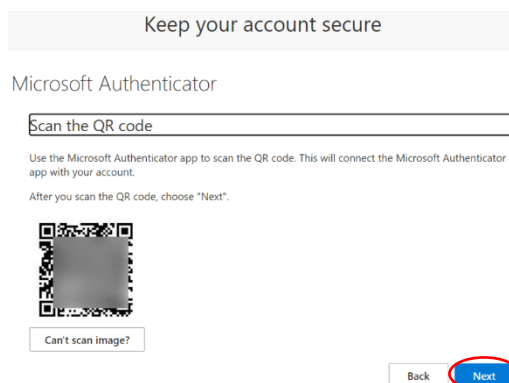 Keep your account secure
Microsoft Authenticator
Scan the QR code
Use the Microsoft Authenticator app to scan the QR code. This will connect the Microsoft Authenticator
app with your account.
After you scan the QR code, choose "Next".
Can't scan image?
Back
Next